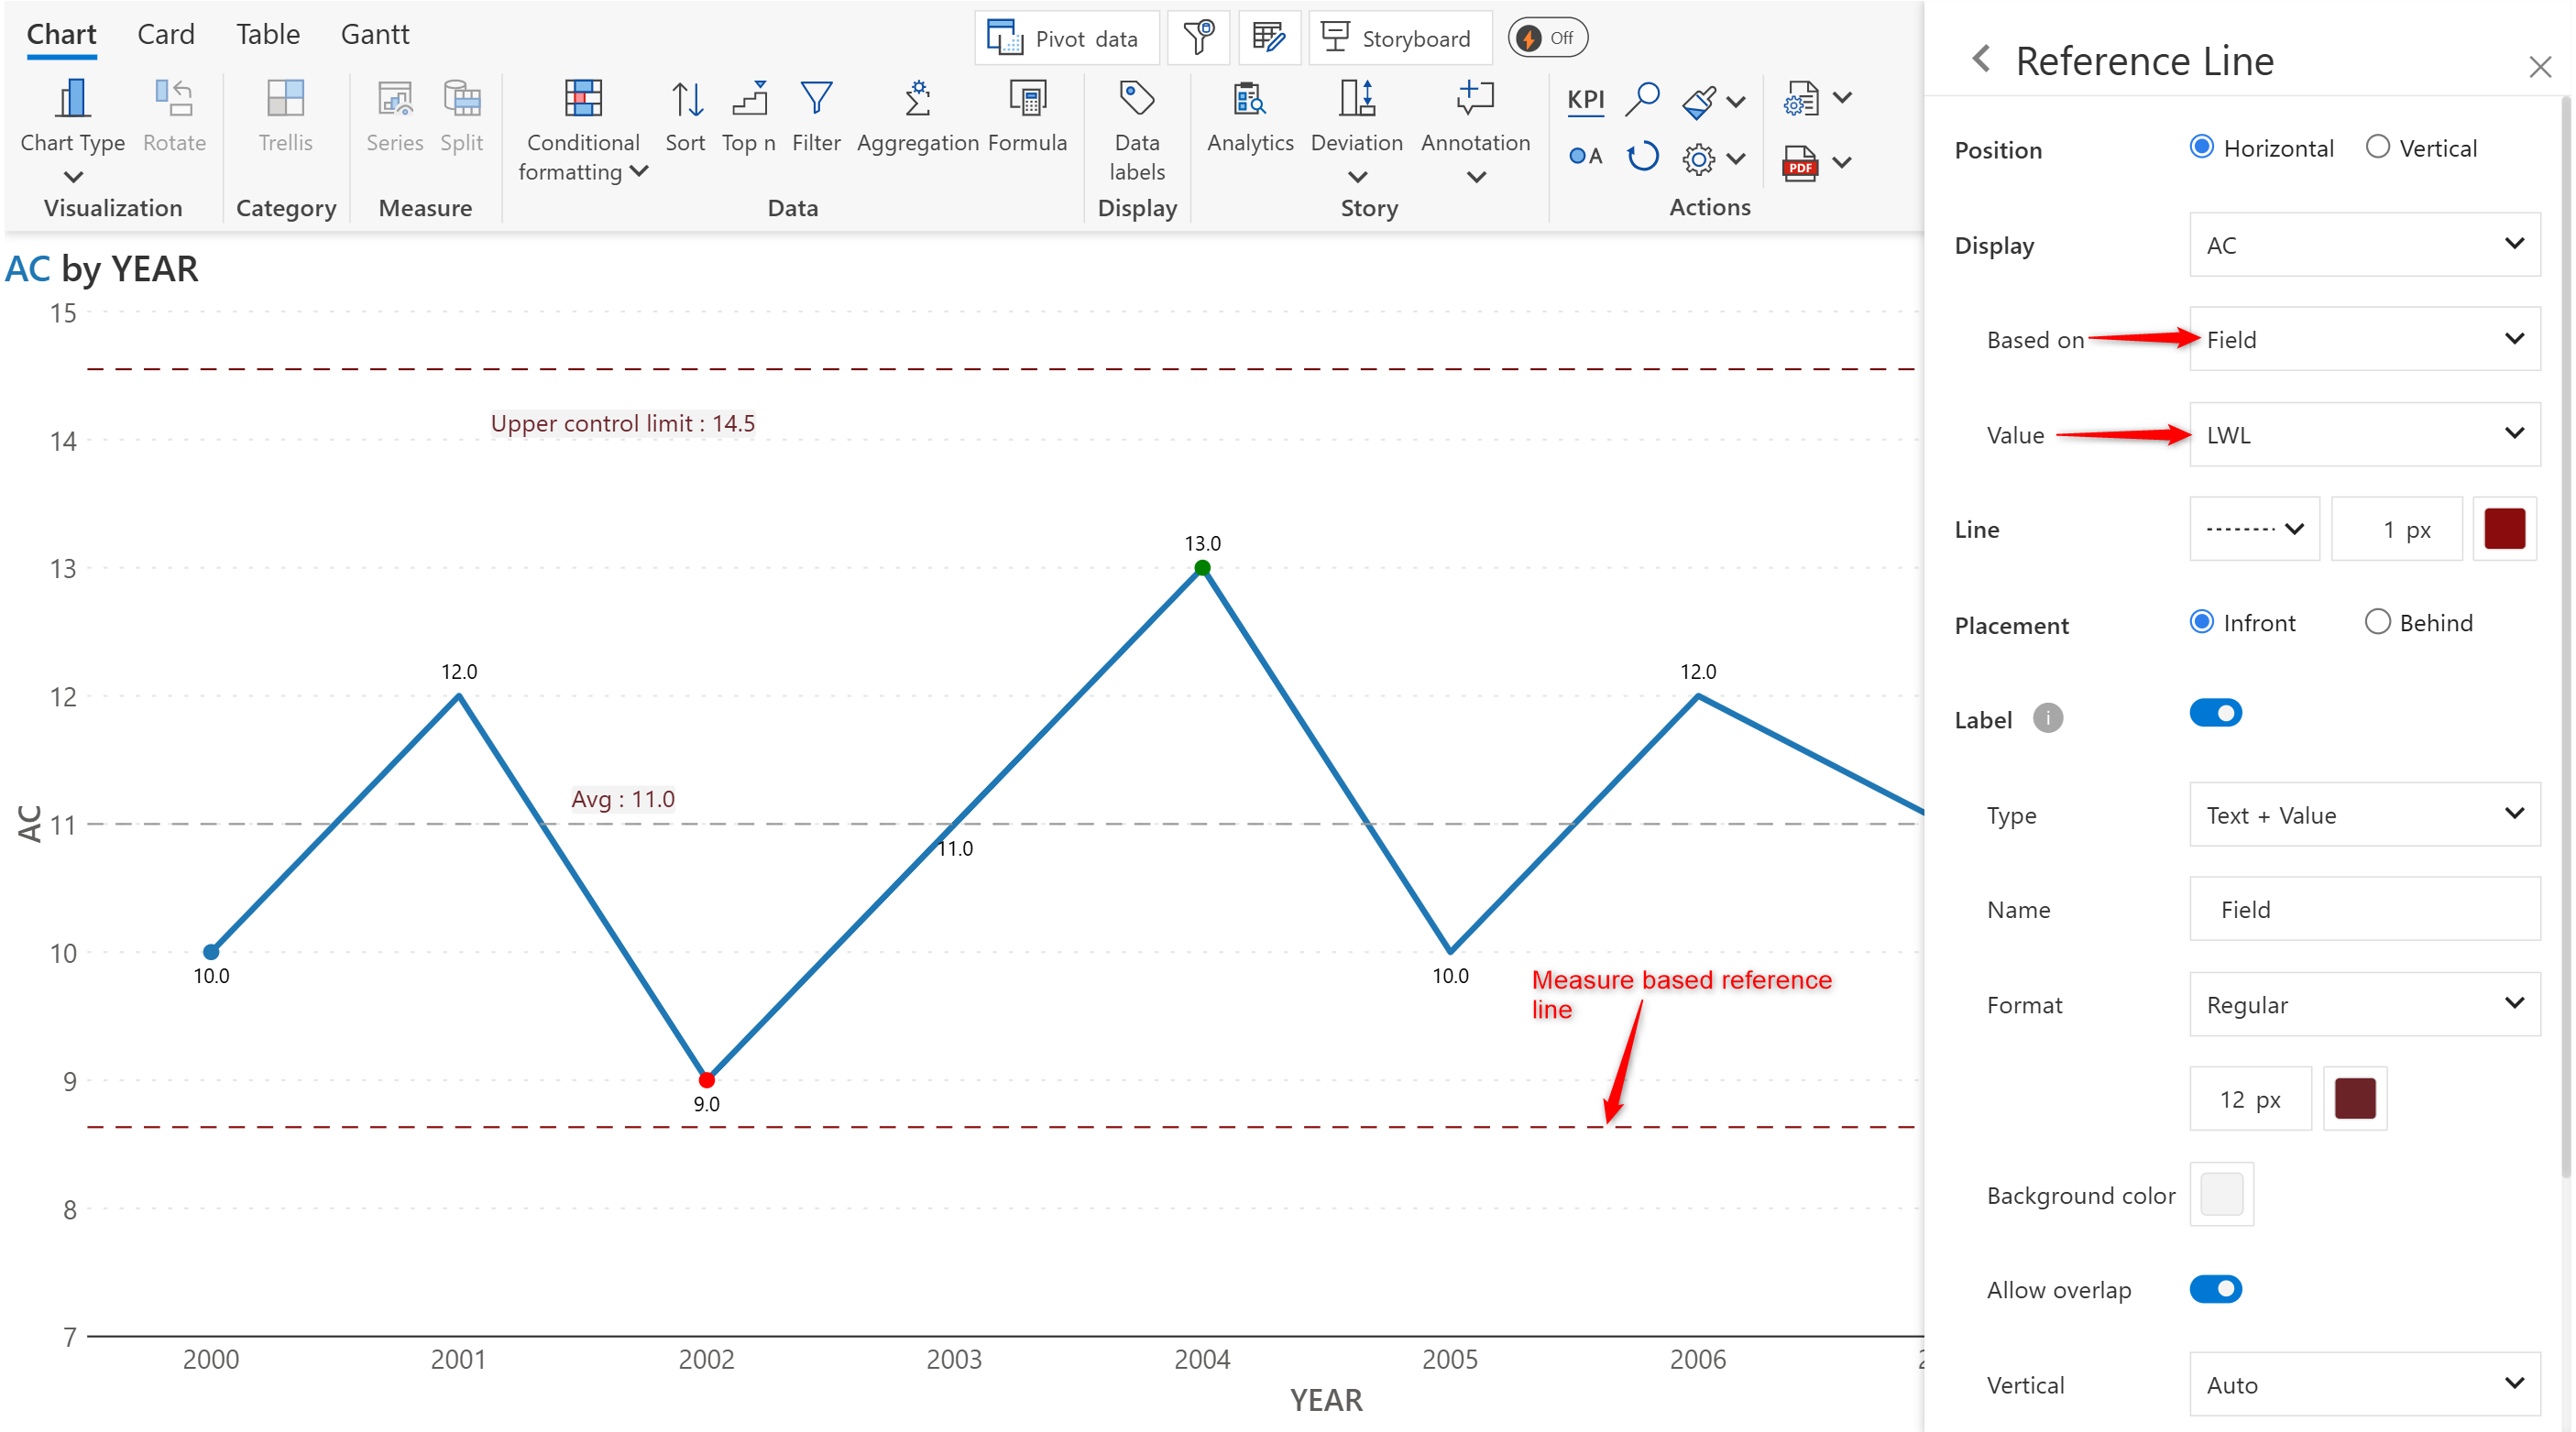 Chart Card Table Gantt
Pivot data Storyboard Off
Chart Type Rotate Trellis Series Split Conditional formatting Sort Top n Filter Aggregation Formula Data labels Analytics Deviation Annotation KPI
A PDF
Visualization Category Measure Data Display Story Actions
AC by YEAR
15
Upper control limit : 14.5
14
13.0
13
12.0 12.0
12
Avg : 11.0
AC
11
11.0
10
10.0 10.0
Measure based reference
line
9
9.0
8
7
2000 2001 2002 2003 2004 2005 2006
YEAR
Reference Line
Position Horizontal Vertical
Display AC
Based on Field
Value LWL
Line 1 px
Placement Infront Behind
Label i
Type Text + Value
Name Field
Format Regular
12 px
Background color
Allow overlap
Vertical Auto